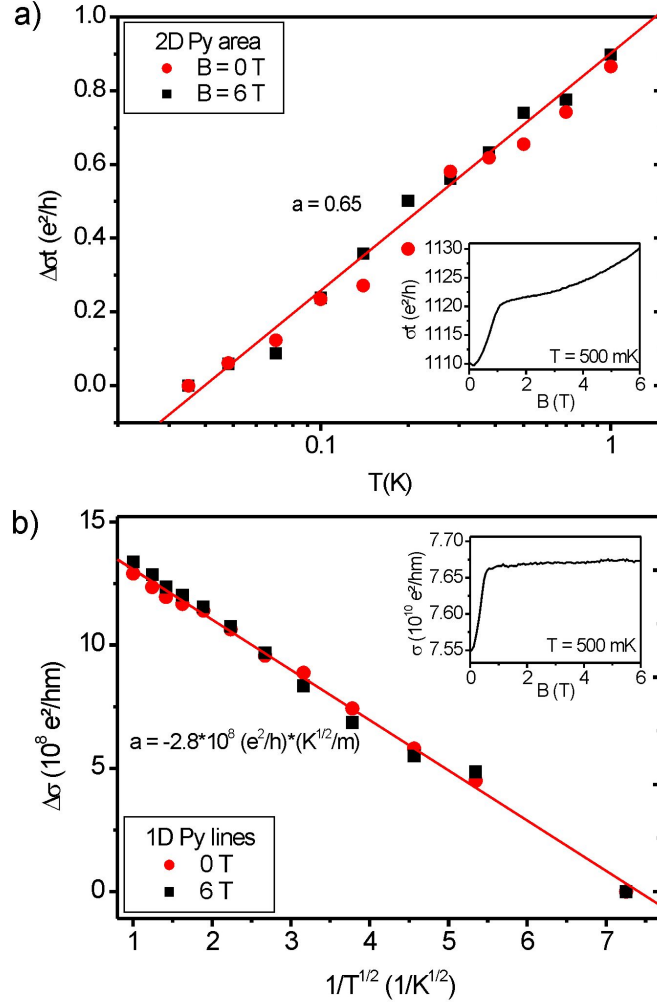 a)
1.0
0.8
0.6
0.4
0.2
0.0
Δσt (e²/h)
2D Py area
B = 0 T
B = 6 T
a = 0.65
1130
1125
1120
1115
1110
σt (e²/h)
T = 500 mK
0 2 4 6
B (T)
0.1 1
T(K)
b)
15
10
5
0
Δσ (10⁸ e²/hm)
7.70
7.65
7.60
7.55
σ (10¹⁰ e²/hm)
T = 500 mK
0 2 4 6
B (T)
a = -2.8*10⁸ (e²/h)*(K¹/²/m)
1D Py lines
0 T
6 T
1 2 3 4 5 6 7
1/T¹/² (1/K¹/²)